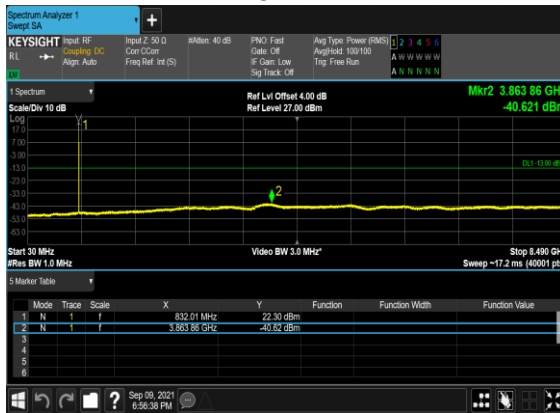 Spectrum Analyzer 1
Swept SA
+
KEYSIGHT Input: RF Input Z: 50 Ω #Atten: 40 dB PNO: Fast Avg Type: Power (RMS) 1 2 3 4 5 6
RL Coupling: DC Corr CCorr Gate: Off Avg|Hold: 100/100 A W W W W W
Align: Auto Freq Ref: Int (S) IF Gain: Low Trig: Free Run
Sig Track: Off A N N N N N
1 Spectrum Ref Lvl Offset 4.00 dB Mkr2 3.863 86 GH
Scale/Div 10 dB Ref Level 27.00 dBm -40.621 dBm
Log
17.0
7.00
-3.00
-13.0 DL1 -13.00 dB
-23.0
-33.0
-43.0
-53.0
-63.0
1
2
Start 30 MHz Video BW 3.0 MHz* Stop 8.490 GH
#Res BW 1.0 MHz Sweep ~17.2 ms (40001 pts
5 Marker Table
Mode Trace Scale X Y Function Function Width Function Value
1 N 1 f 832.01 MHz 22.30 dBm
2 N 1 f 3.863 86 GHz -40.62 dBm
3
4
5
6
? Sep 09, 2021
6:56:38 PM